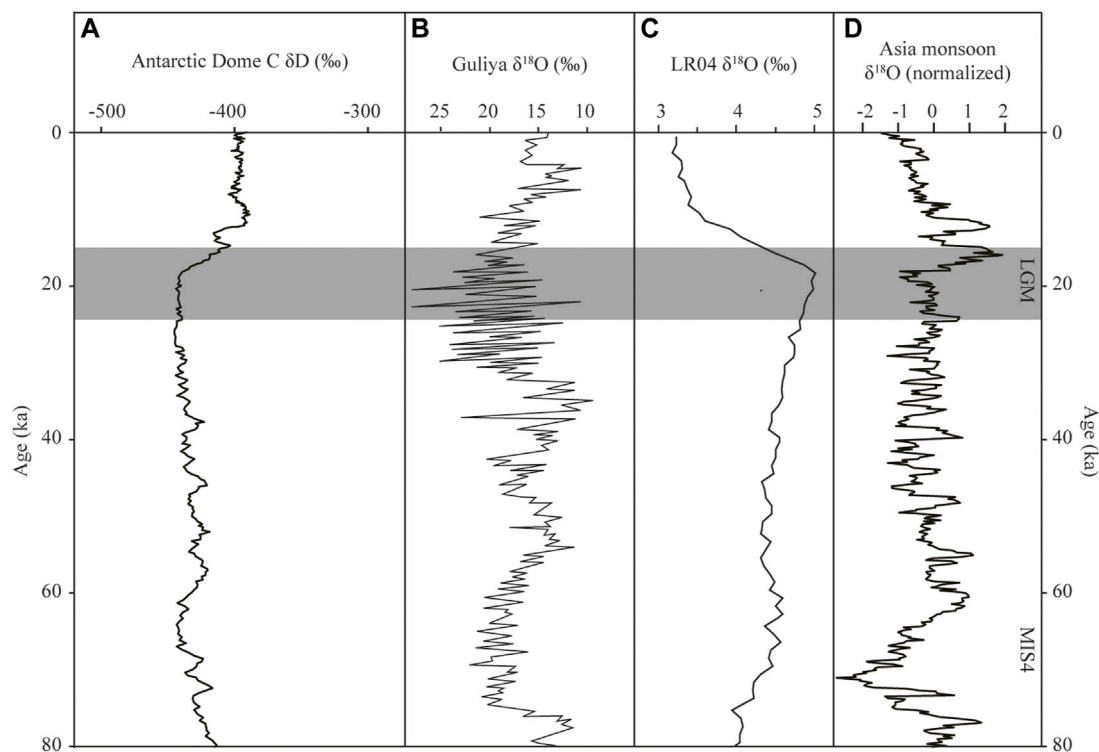 A
B
C
D
Antarctic Dome C δD (‰)
Guliya δ¹⁸O (‰)
LR04 δ¹⁸O (‰)
Asia monsoon
δ¹⁸O (normalized)
-500 -400 -300
25 20 15 10
3 4 5
-2 -1 0 1 2
0
20
40
60
80
Age (ka)
0
20
40
60
80
Age (ka)
LGM
MIS4